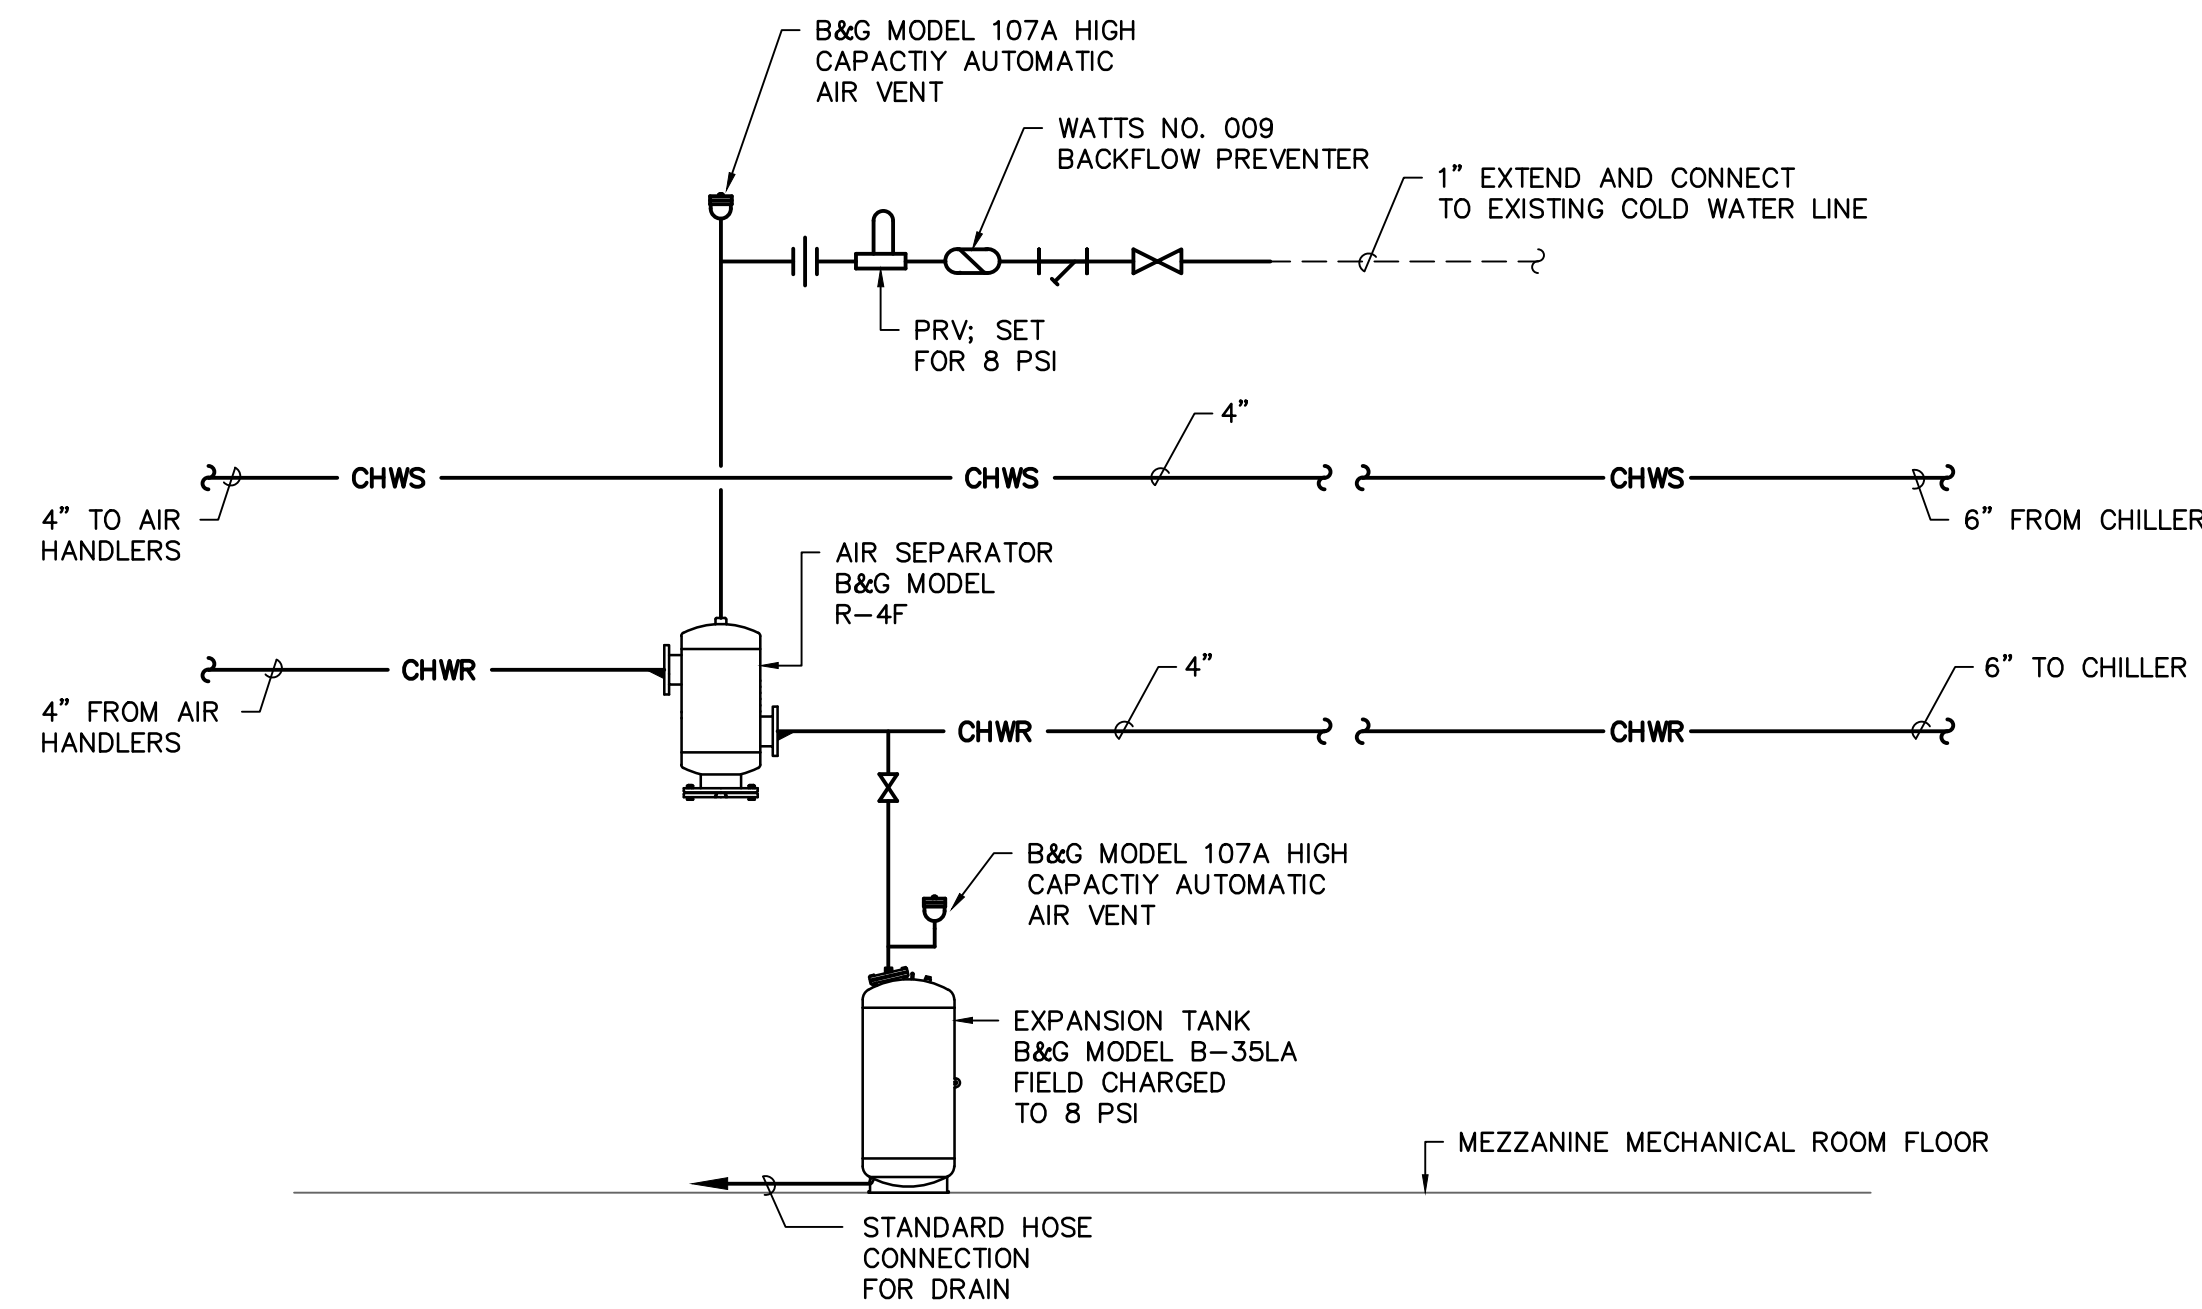 B&G MODEL 107A HIGH
CAPACTIY AUTOMATIC
AIR VENT
WATTS NO. 009
BACKFLOW PREVENTER
1” EXTEND AND CONNECT
TO EXISTING COLD WATER LINE
PRV; SET
FOR 8 PSI
4”
CHWS
CHWS
CHWS
4” TO AIR
HANDLERS
6” FROM CHILLER
AIR SEPARATOR
B&G MODEL
R-4F
CHWR
4”
6” TO CHILLER
4” FROM AIR
HANDLERS
CHWR
CHWR
B&G MODEL 107A HIGH
CAPACTIY AUTOMATIC
AIR VENT
EXPANSION TANK
B&G MODEL B-35LA
FIELD CHARGED
TO 8 PSI
MEZZANINE MECHANICAL ROOM FLOOR
STANDARD HOSE
CONNECTION
FOR DRAIN